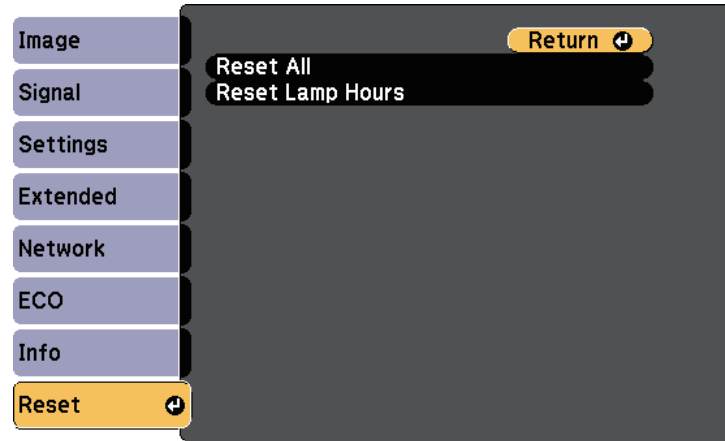 Image
Signal
Settings
Extended
Network
ECO
Info
Reset
Return
Reset All
Reset Lamp Hours